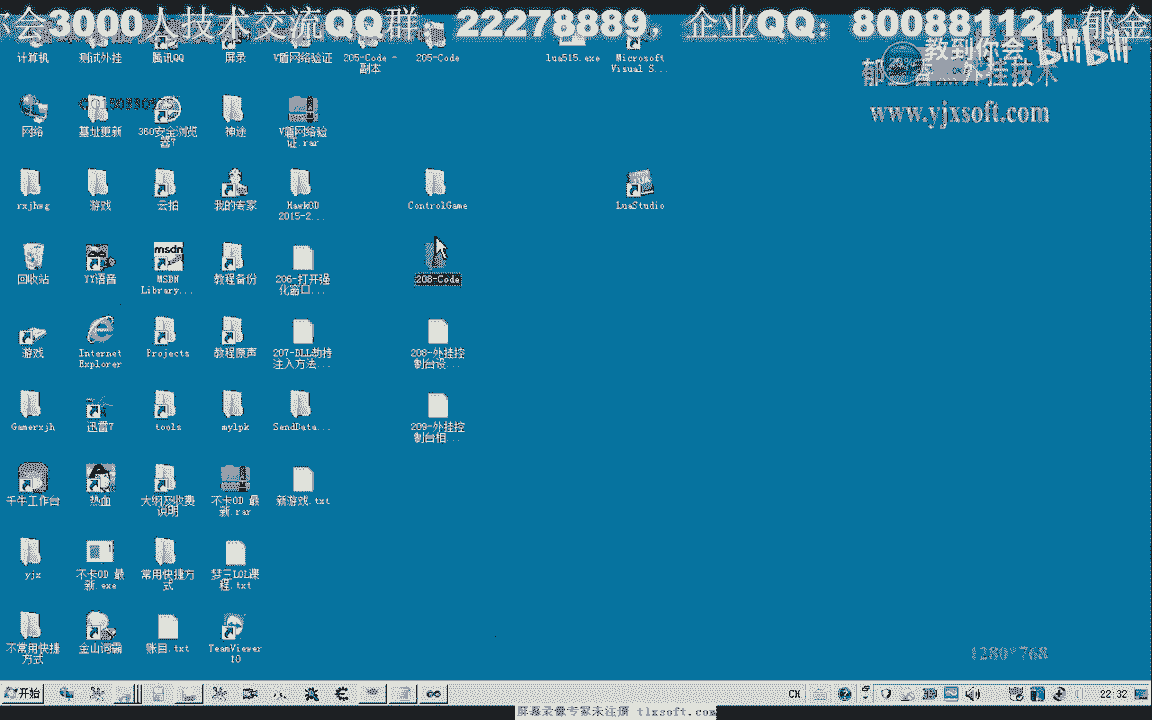 你会3000人技术交流QQ群：22278889，企业QQ：800881121 郁金
计算机
测试外挂
腾讯QQ
屏录
V盾网络验证
205-Code - 副本
205-Code
lua515.exe
Microsoft Visual S...
教到你会
bilibili
外挂技术
www.yjxsoft.com
网络
基址更新
360安全浏览器7
神途
V盾网络验证.rar
rxjhwg
游戏
云拍
我的专家
HawkOD 2015-2...
ControlGame
LuaStudio
回收站
YY语音
MSDN Library...
教程备份
206-打开强化窗口...
208-Code
游戏
Internet Explorer
Projects
教程原声
207-DLL劫持注入方法...
208-外挂控制台设...
Gamerxjh
迅雷7
tools
mylpk
SendData...
209-外挂控制台相...
千牛工作台
热血
大纲及收费说明
不卡OD 最新.rar
新游戏.txt
yjx
不卡OD 最新.exe
常用快捷方式
梦三LOL课程.txt
不常用快捷方式
金山词霸
账目.txt
TeamViewer 10
1280*768
开始
CH
22:32
屏幕录像专家未注册 tlxsoft.com